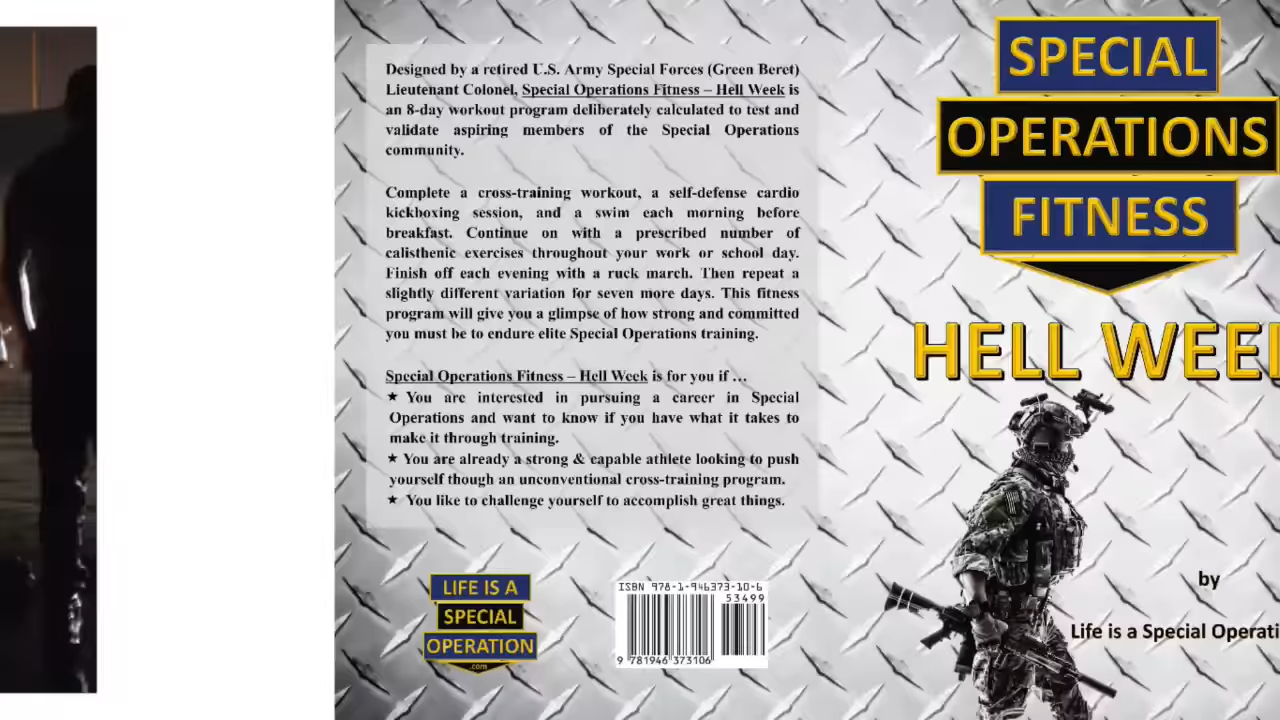 Designed by a retired U.S. Army Special Forces (Green Beret)
Lieutenant Colonel, Special Operations Fitness – Hell Week is
an 8-day workout program deliberately calculated to test and
validate aspiring members of the Special Operations
community.
Complete a cross-training workout, a self-defense cardio
kickboxing session, and a swim each morning before
breakfast. Continue on with a prescribed number of
calisthenic exercises throughout your work or school day.
Finish off each evening with a ruck march. Then repeat a
slightly different variation for seven more days. This fitness
program will give you a glimpse of how strong and committed
you must be to endure elite Special Operations training.
Special Operations Fitness – Hell Week is for you if ...
★ You are interested in pursuing a career in Special
Operations and want to know if you have what it takes to
make it through training.
★ You are already a strong & capable athlete looking to push
yourself though an unconventional cross-training program.
★ You like to challenge yourself to accomplish great things.
LIFE IS A
SPECIAL
OPERATION
.com
ISBN 978-1-946373-10-6
53499
9 781946 373106
SPECIAL
OPERATIONS
FITNESS
HELL WEE
by
Life is a Special Operati